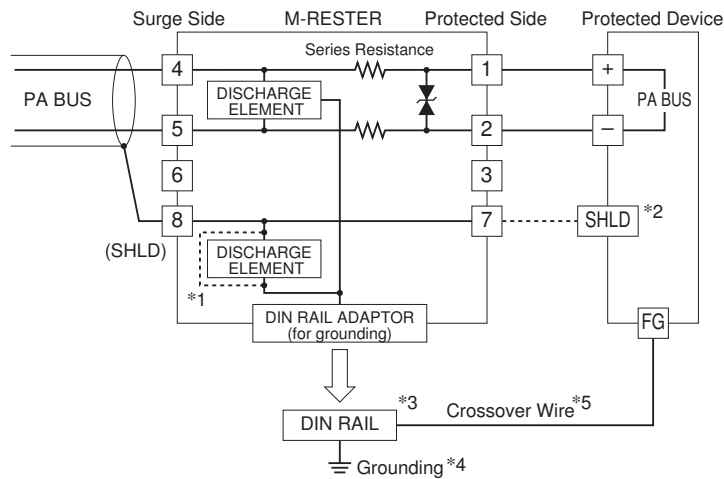 Surge Side M-RESTER Protected Side Protected Device
Series Resistance
4 1 +
PA BUS DISCHARGE ELEMENT PA BUS
5 2 –
6 3
8 7 SHLD *2
(SHLD)
DISCHARGE
ELEMENT
*1
DIN RAIL ADAPTOR
(for grounding)
FG
*3
DIN RAIL Crossover Wire*5
Grounding*4